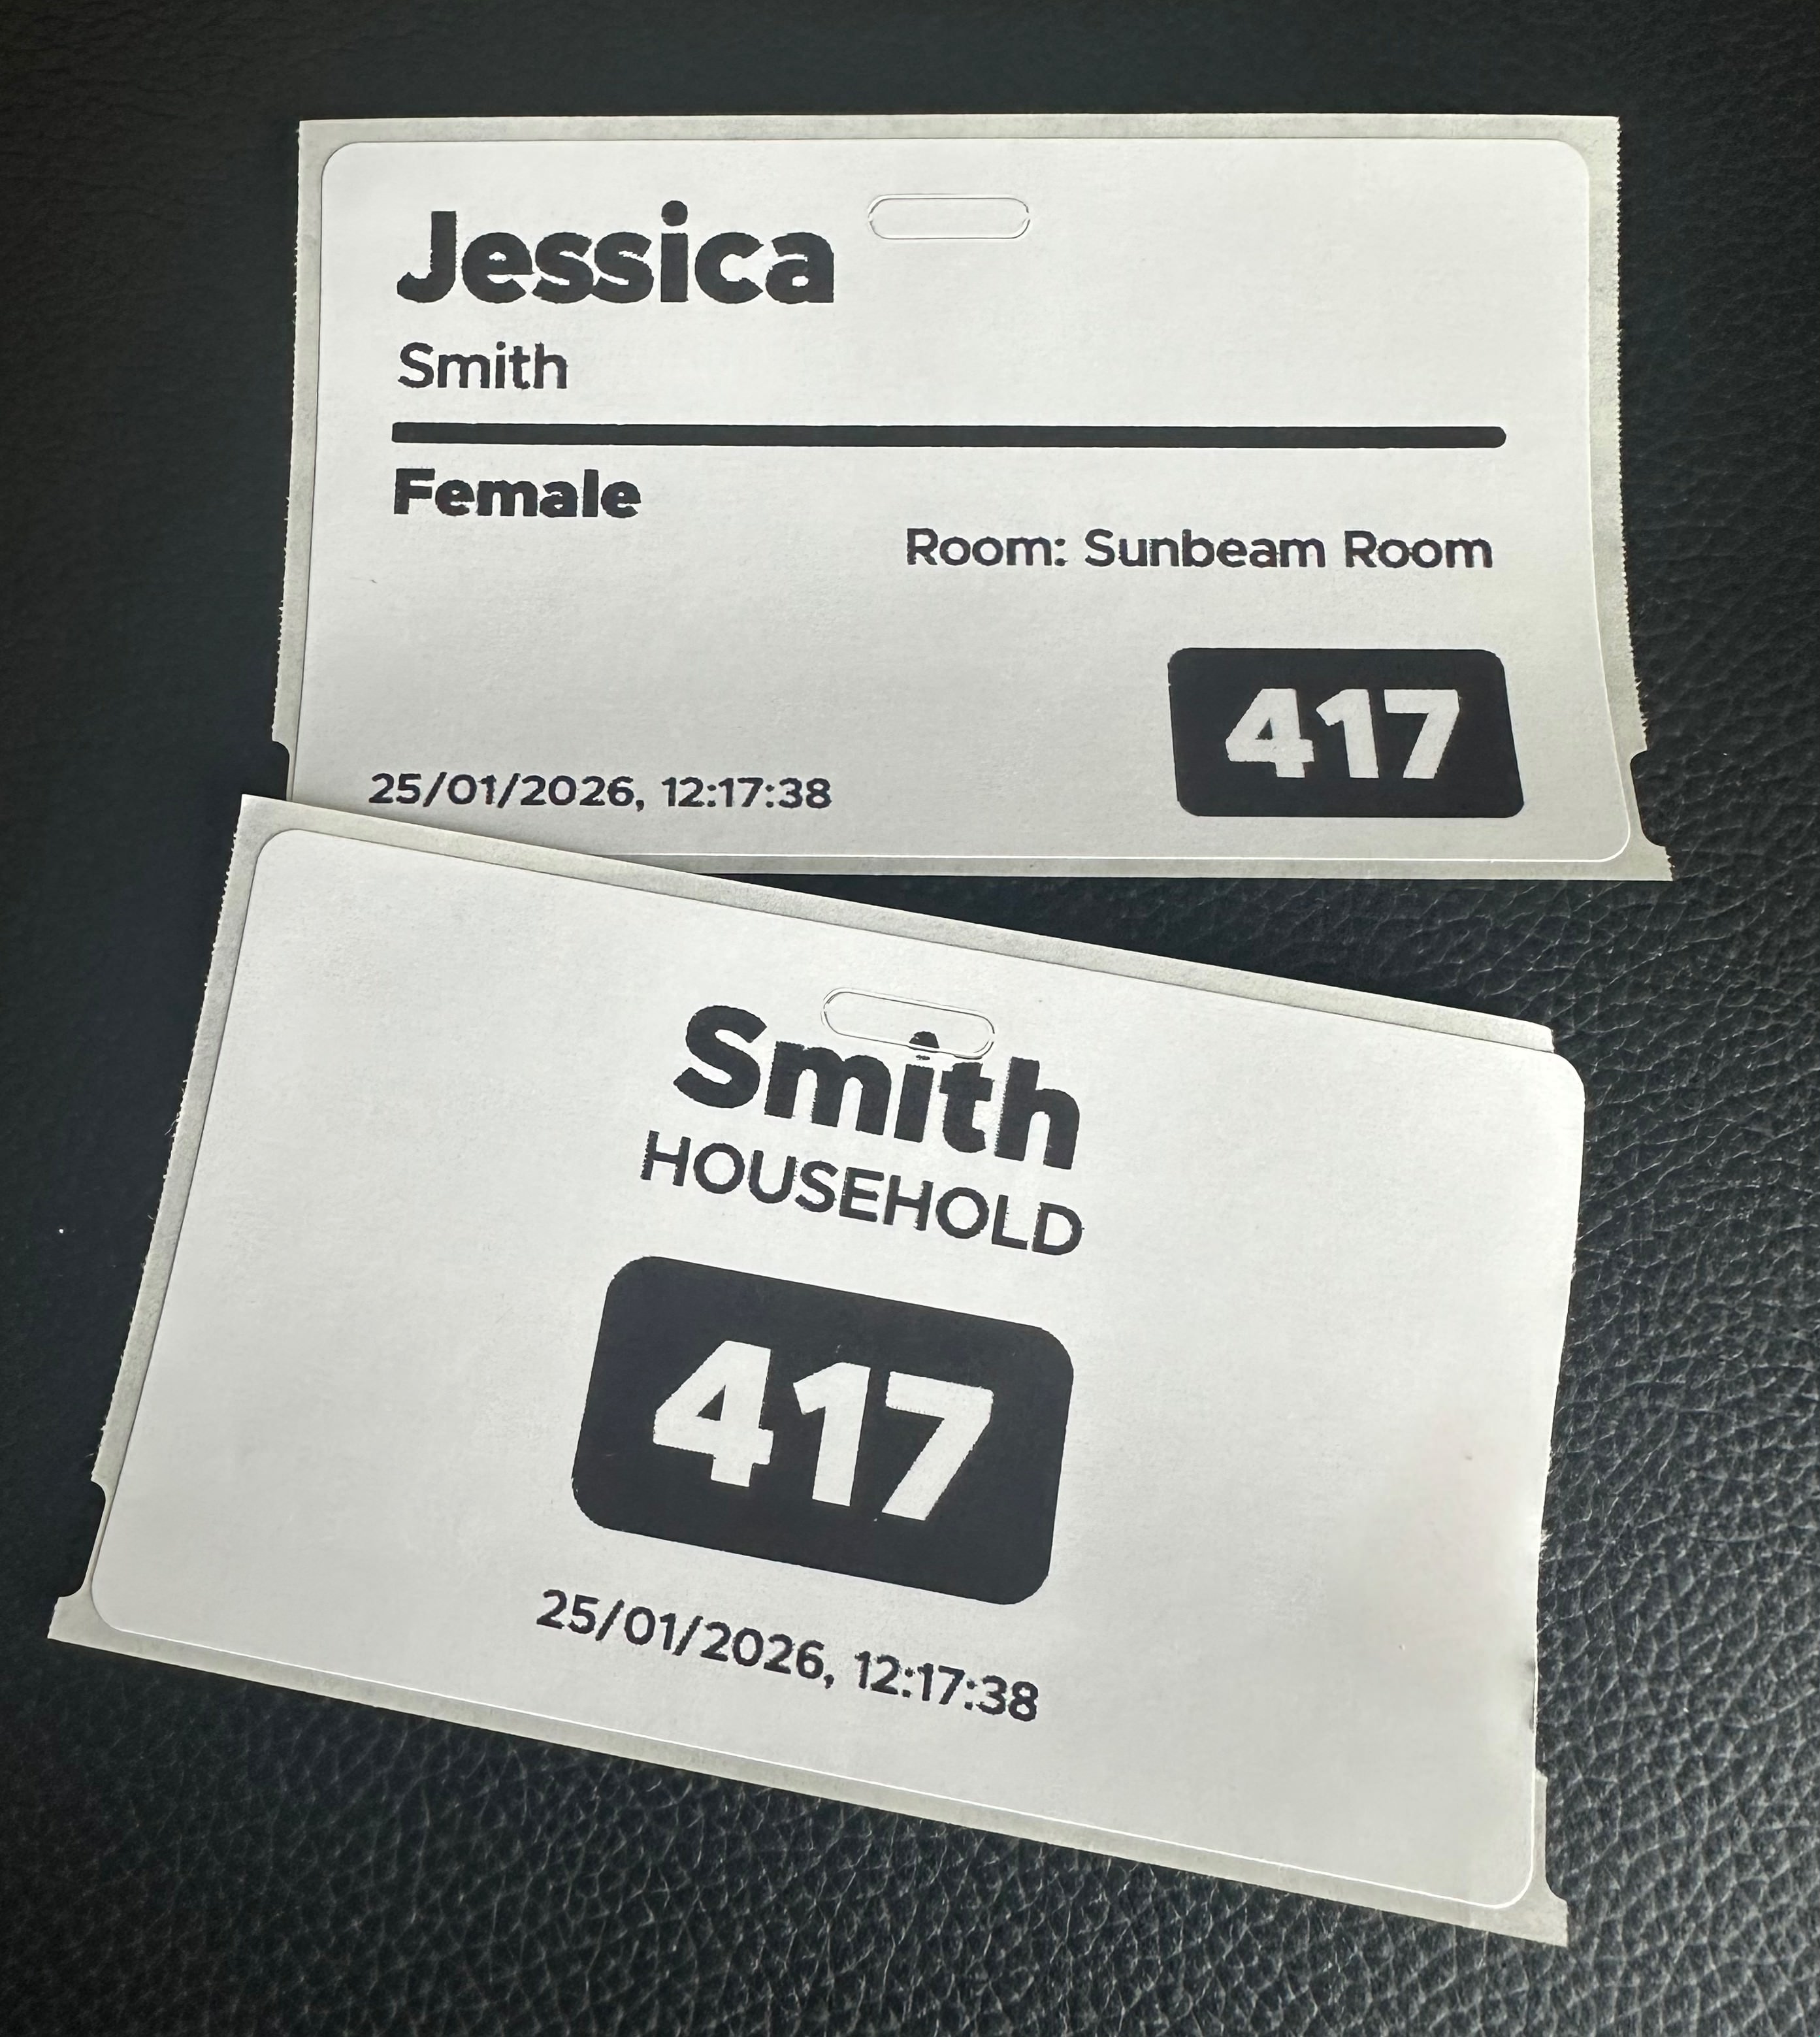 Jessica
Smith
Female
Room: Sunbeam Room
417
25/01/2026, 12:17:38
Smith
HOUSEHOLD
417
25/01/2026, 12:17:38